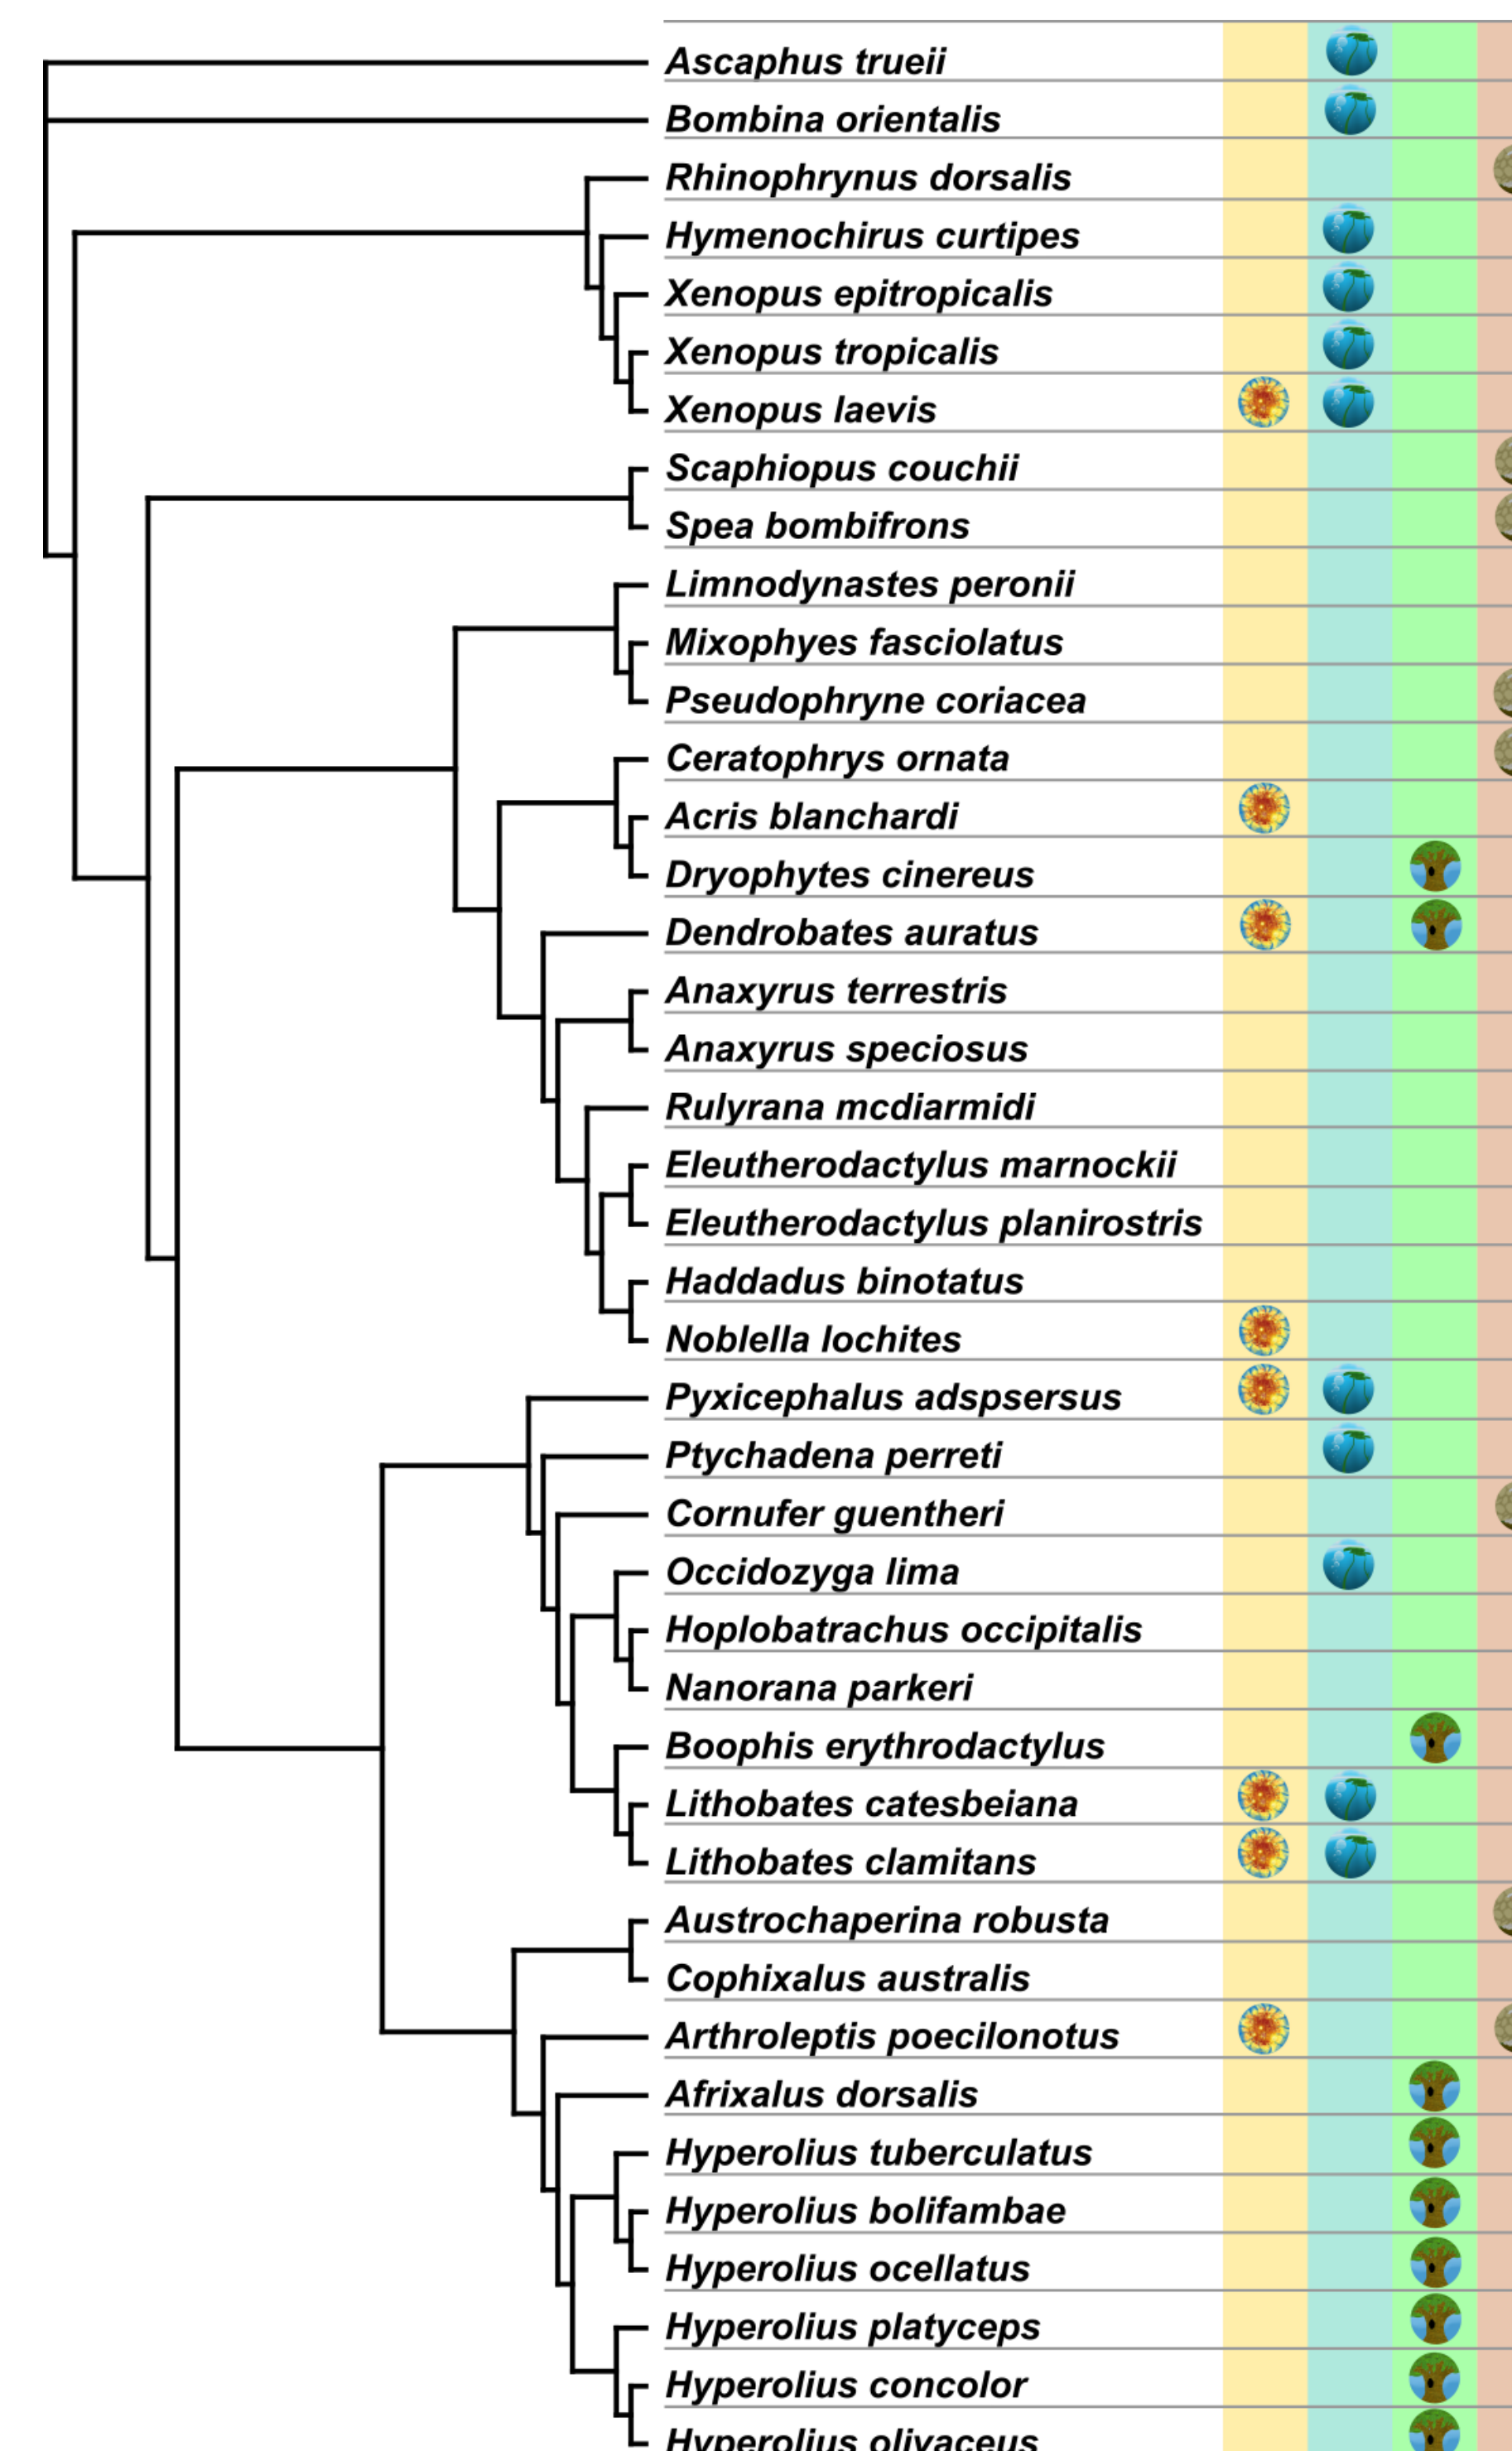 Ascaphus trueii
Bombina orientalis
Rhinophrynus dorsalis
Hymenochirus curtipes
Xenopus epitropicalis
Xenopus tropicalis
Xenopus laevis
Scaphiopus couchii
Spea bombifrons
Limnodynastes peronii
Mixophyes fasciolatus
Pseudophryne coriacea
Ceratophrys ornata
Acris blanchardi
Dryophytes cinereus
Dendrobates auratus
Anaxyrus terrestris
Anaxyrus speciosus
Rulyrana mcdiarmidi
Eleutherodactylus marnockii
Eleutherodactylus planirostris
Haddadus binotatus
Noblella lochites
Pyxicephalus adspsersus
Ptychadena perreti
Cornufer guentheri
Occidozyga lima
Hoplobatrachus occipitalis
Nanorana parkeri
Boophis erythrodactylus
Lithobates catesbeiana
Lithobates clamitans
Austrochaperina robusta
Cophixalus australis
Arthroleptis poecilonotus
Afrixalus dorsalis
Hyperolius tuberculatus
Hyperolius bolifambae
Hyperolius ocellatus
Hyperolius platyceps
Hyperolius concolor
Hyperolius olivaceus